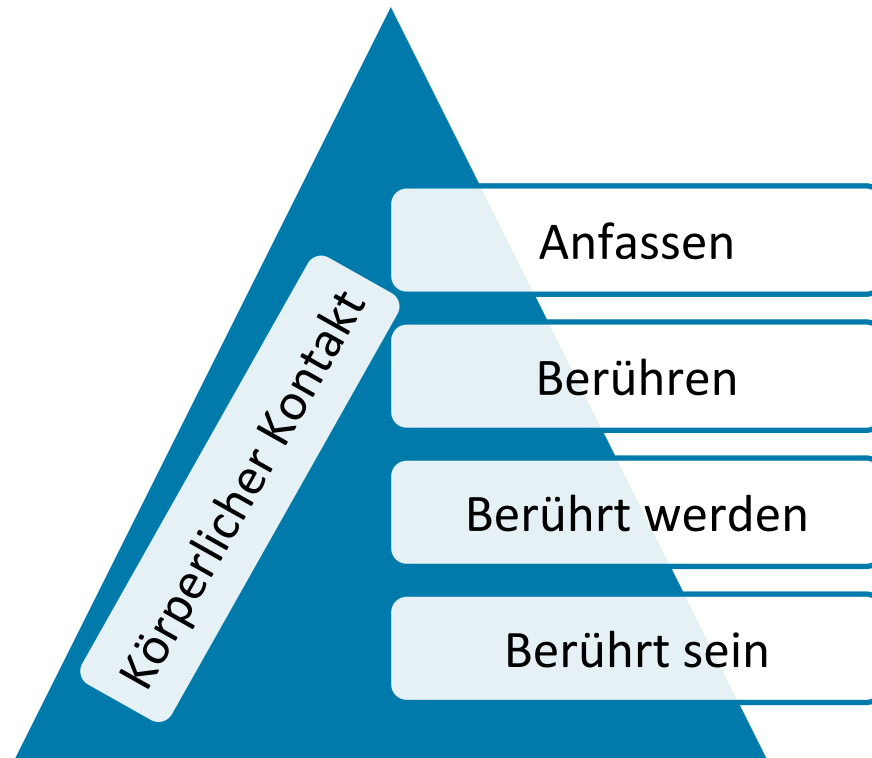 Körperlicher Kontakt
Anfassen
Berühren
Berührt werden
Berührt sein